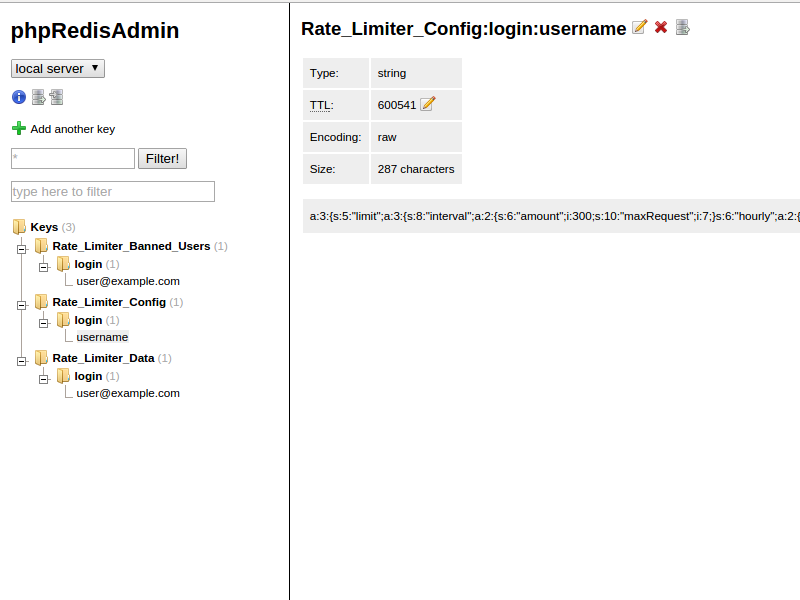 phpRedisAdmin
local server ▼
Add another key
*
Filter!
type here to filter
Keys (3)
Rate_Limiter_Banned_Users (1)
login (1)
user@example.com
Rate_Limiter_Config (1)
login (1)
username
Rate_Limiter_Data (1)
login (1)
user@example.com
Rate_Limiter_Config:login:username
Type: string
TTL: 600541
Encoding: raw
Size: 287 characters
a:3:{s:5:"limit";a:3:{s:8:"interval";a:2:{s:6:"amount";i:300;s:10:"maxRequest";i:7;}s:6:"hourly";a:2:{